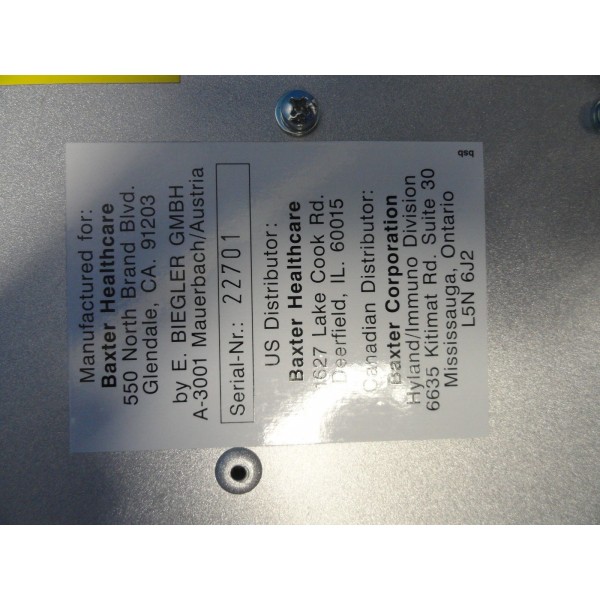 Manufactured for:
Baxter Healthcare
550 North Brand Blvd.
Glendale, CA. 91203
by E. BIEGLER GMBH
A-3001 Mauerbach/Austria
Serial-Nr.: 22701
US Distributor:
Baxter Healthcare
1627 Lake Cook Rd.
Deerfield, IL. 60015
Canadian Distributor:
Baxter Corporation
Hyland/Immuno Division
6635 Kitimat Rd. Suite 30
Mississauga, Ontario
L5N 6J2